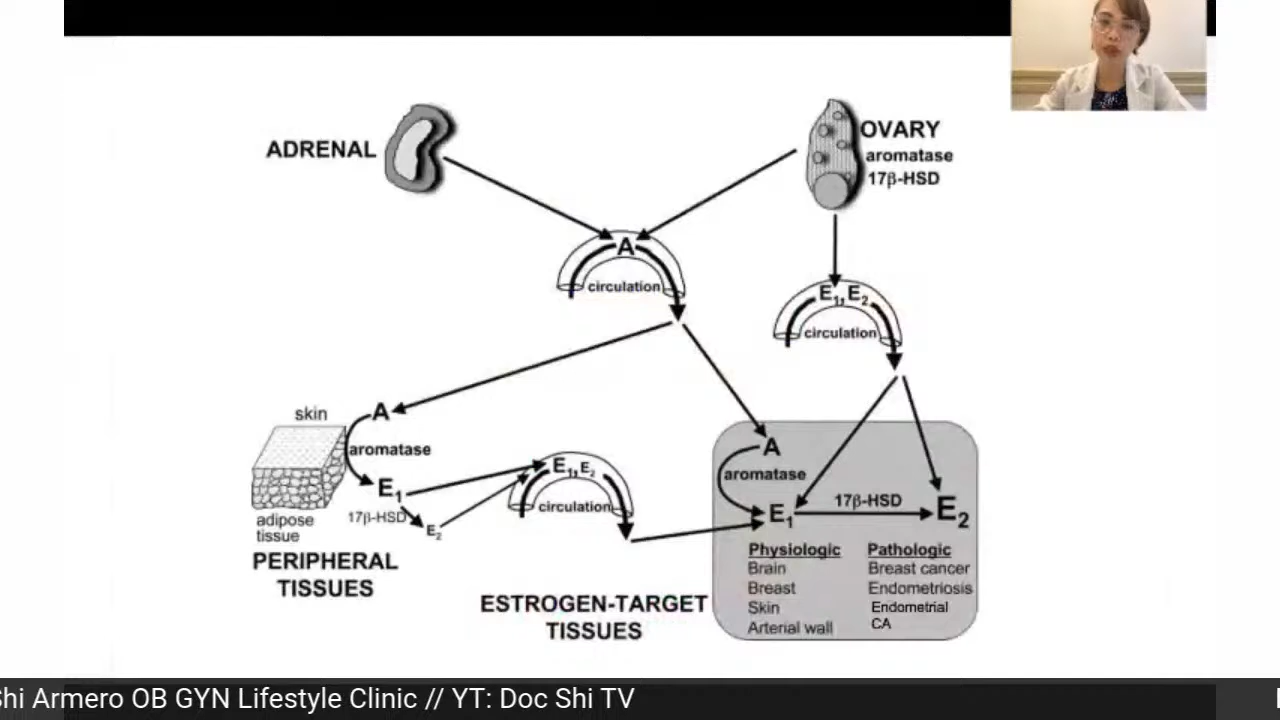 ADRENAL
OVARY
aromatase
17β-HSD
A
circulation
E1, E2
circulation
skin
A
aromatase
E1
17β-HSD
E2
adipose
tissue
PERIPHERAL
TISSUES
E1, E2
circulation
ESTROGEN-TARGET
TISSUES
A
aromatase
E1
17β-HSD
E2
Physiologic
Brain
Breast
Skin
Arterial wall
Pathologic
Breast cancer
Endometriosis
Endometrial
CA
Shi Armero OB GYN Lifestyle Clinic // YT: Doc Shi TV